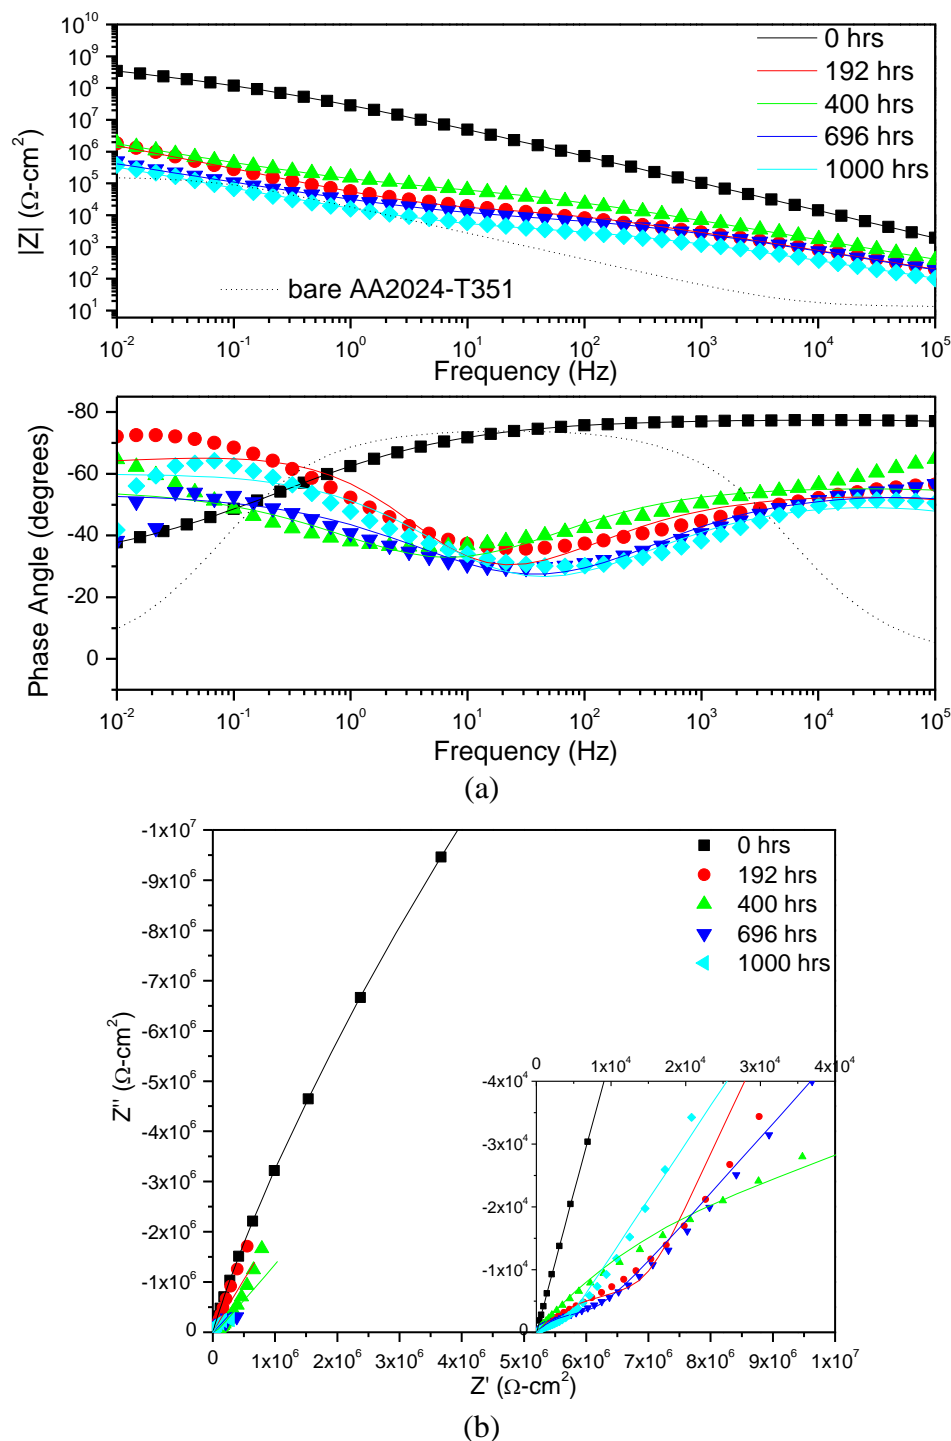 (a)
10^10
10^9
10^8
10^7
10^6
10^5
10^4
10^3
10^2
10^1
|Z| (Ω-cm^2)
0 hrs
192 hrs
400 hrs
696 hrs
1000 hrs
bare AA2024-T351
10^-2 10^-1 10^0 10^1 10^2 10^3 10^4 10^5
Frequency (Hz)
-80
-60
-40
-20
0
Phase Angle (degrees)
10^-2 10^-1 10^0 10^1 10^2 10^3 10^4 10^5
Frequency (Hz)
(a)
-1x10^7
-9x10^6
-8x10^6
-7x10^6
-6x10^6
-5x10^6
-4x10^6
-3x10^6
-2x10^6
-1x10^6
0
Z'' (Ω-cm^2)
0 hrs
192 hrs
400 hrs
696 hrs
1000 hrs
0 1x10^4 2x10^4 3x10^4 4x10^4
-4x10^4
-3x10^4
-2x10^4
-1x10^4
0
0 1x10^6 2x10^6 3x10^6 4x10^6 5x10^6 6x10^6 7x10^6 8x10^6 9x10^6 1x10^7
Z' (Ω-cm^2)
(b)